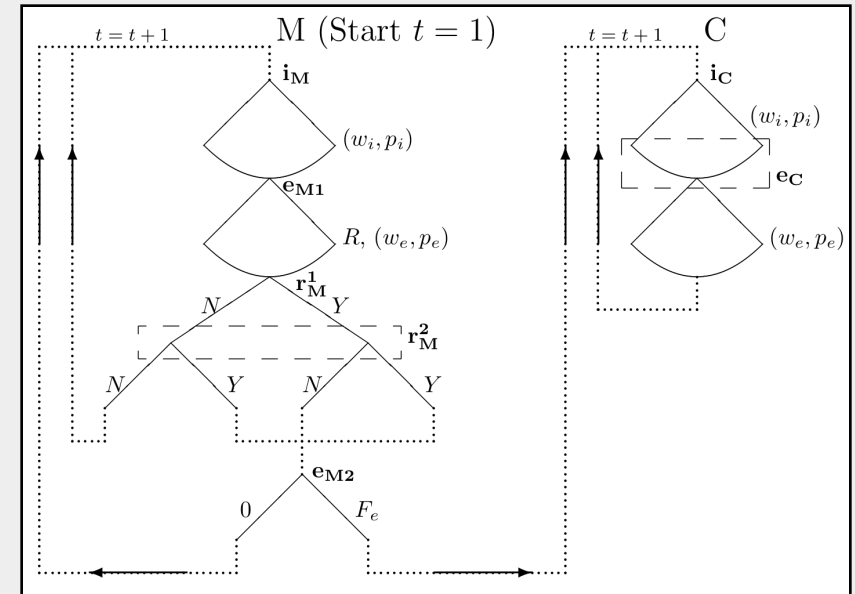 M (Start t = 1)
C
t = t + 1
t = t + 1
i_M
i_C
(w_i, p_i)
(w_i, p_i)
e_M1
e_C
R, (w_e, p_e)
(w_e, p_e)
r_M^1
N
Y
r_M^2
N
Y
N
Y
e_M2
0
F_e